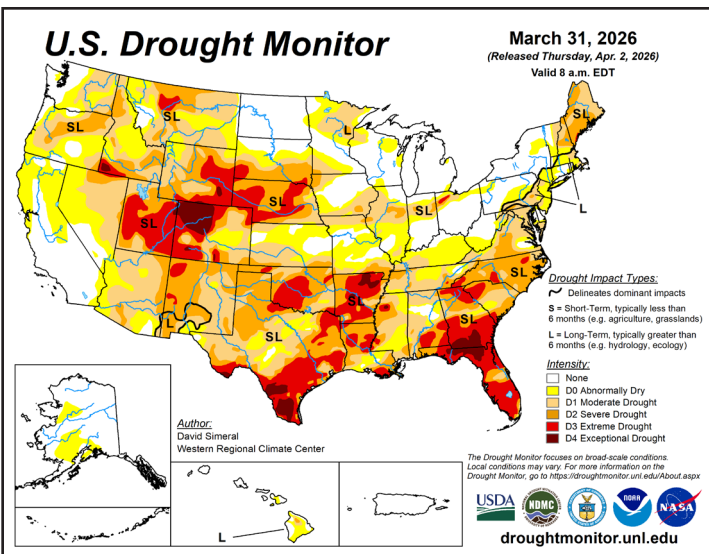 U.S. Drought Monitor
March 31, 2026
(Released Thursday, Apr. 2, 2026)
Valid 8 a.m. EDT
SL
SL
L
SL
SL
SL
L
SL
SL
SL
SL
L
SL
SL
Drought Impact Types:
Delineates dominant impacts
S = Short-Term, typically less than
6 months (e.g. agriculture, grasslands)
L = Long-Term, typically greater than
6 months (e.g. hydrology, ecology)
Intensity:
None
D0 Abnormally Dry
D1 Moderate Drought
D2 Severe Drought
D3 Extreme Drought
D4 Exceptional Drought
Author:
David Simeral
Western Regional Climate Center
L
The Drought Monitor focuses on broad-scale conditions.
Local conditions may vary. For more information on the
Drought Monitor, go to https://droughtmonitor.unl.edu/About.aspx
USDA
NDMC
NOAA
NASA
droughtmonitor.unl.edu